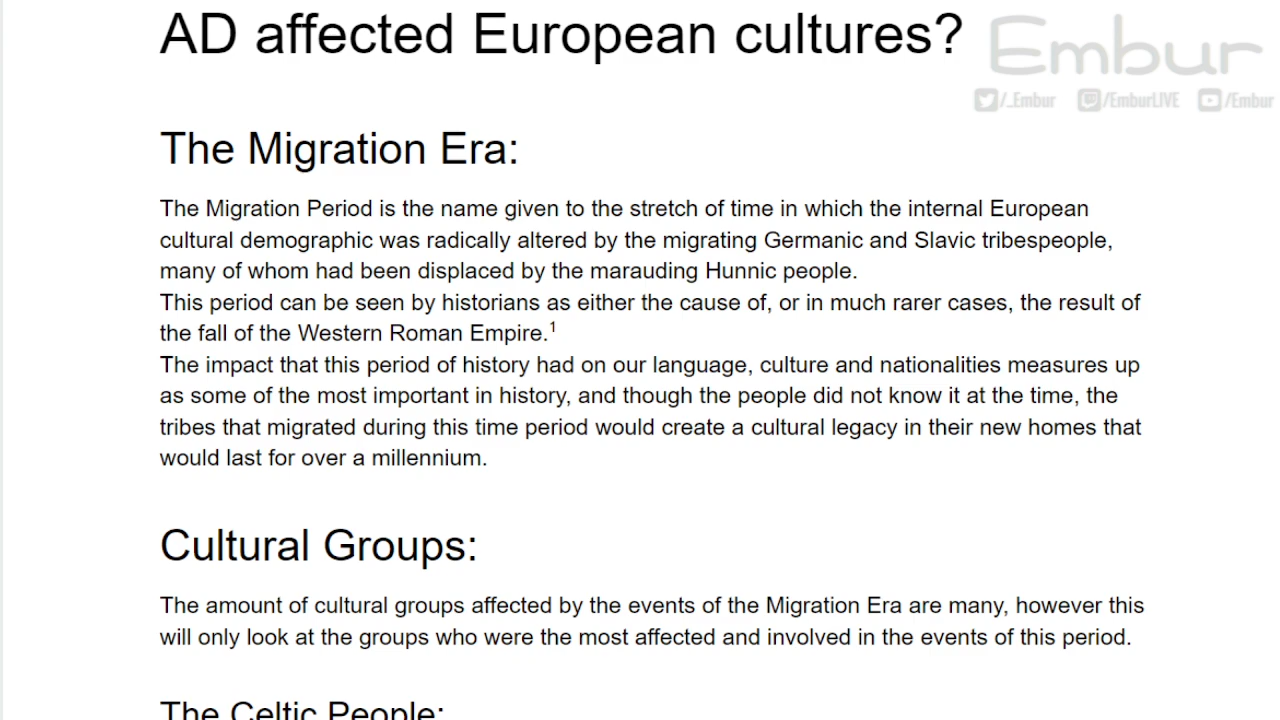 AD affected European cultures?
Embur
/_Embur /EmburLIVE /Embur
The Migration Era:
The Migration Period is the name given to the stretch of time in which the internal European
cultural demographic was radically altered by the migrating Germanic and Slavic tribespeople,
many of whom had been displaced by the marauding Hunnic people.
This period can be seen by historians as either the cause of, or in much rarer cases, the result of
the fall of the Western Roman Empire.¹
The impact that this period of history had on our language, culture and nationalities measures up
as some of the most important in history, and though the people did not know it at the time, the
tribes that migrated during this time period would create a cultural legacy in their new homes that
would last for over a millennium.
Cultural Groups:
The amount of cultural groups affected by the events of the Migration Era are many, however this
will only look at the groups who were the most affected and involved in the events of this period.
The Celtic People: